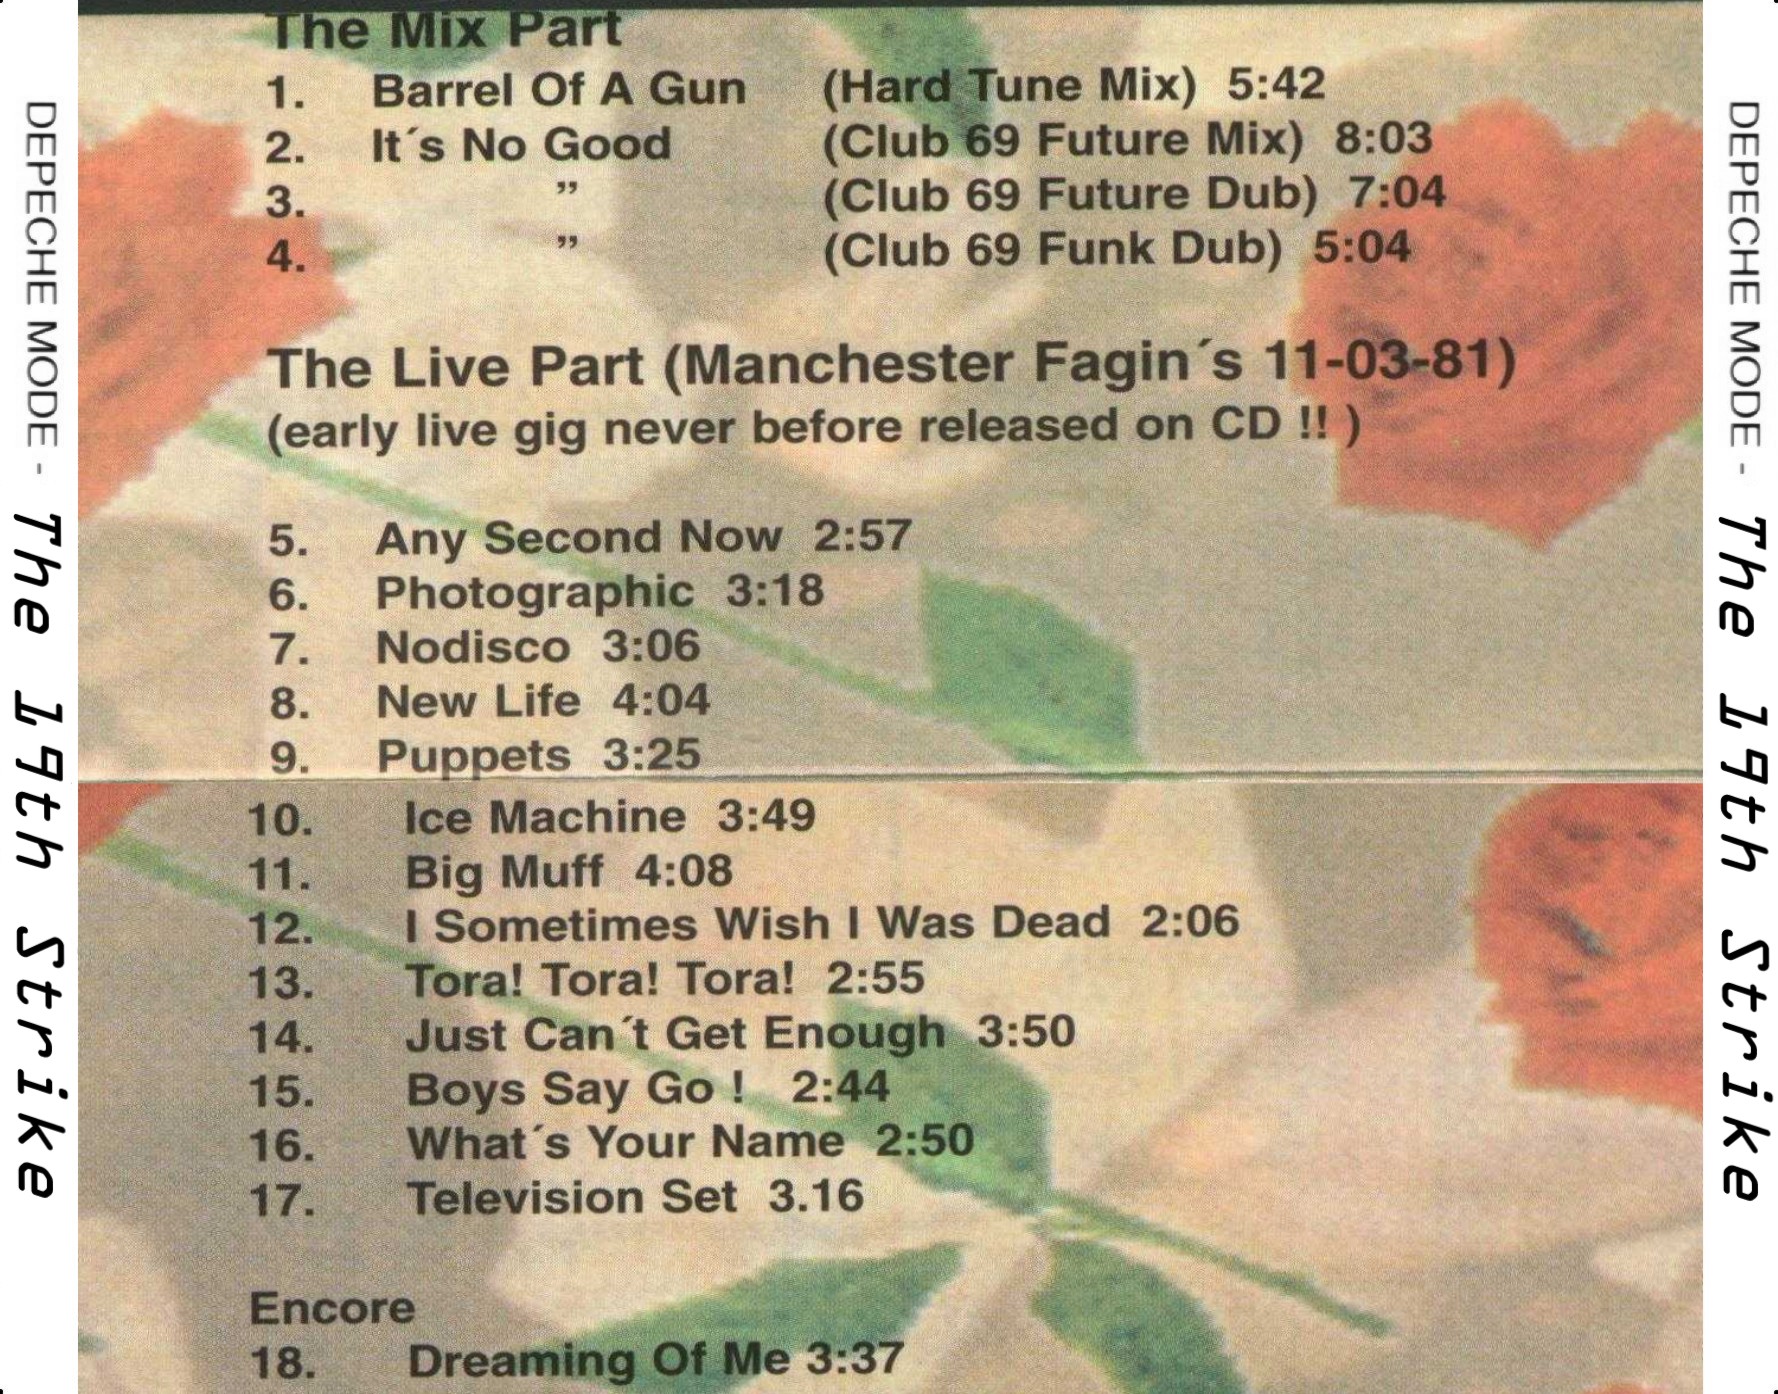 DEPECHE MODE - The 19th Strike
The Mix Part
1. Barrel Of A Gun (Hard Tune Mix) 5:42
2. It´s No Good (Club 69 Future Mix) 8:03
3. ” (Club 69 Future Dub) 7:04
4. ” (Club 69 Funk Dub) 5:04
The Live Part (Manchester Fagin´s 11-03-81)
(early live gig never before released on CD !! )
5. Any Second Now 2:57
6. Photographic 3:18
7. Nodisco 3:06
8. New Life 4:04
9. Puppets 3:25
10. Ice Machine 3:49
11. Big Muff 4:08
12. I Sometimes Wish I Was Dead 2:06
13. Tora! Tora! Tora! 2:55
14. Just Can´t Get Enough 3:50
15. Boys Say Go ! 2:44
16. What´s Your Name 2:50
17. Television Set 3.16
Encore
18. Dreaming Of Me 3:37
DEPECHE MODE - The 19th Strike